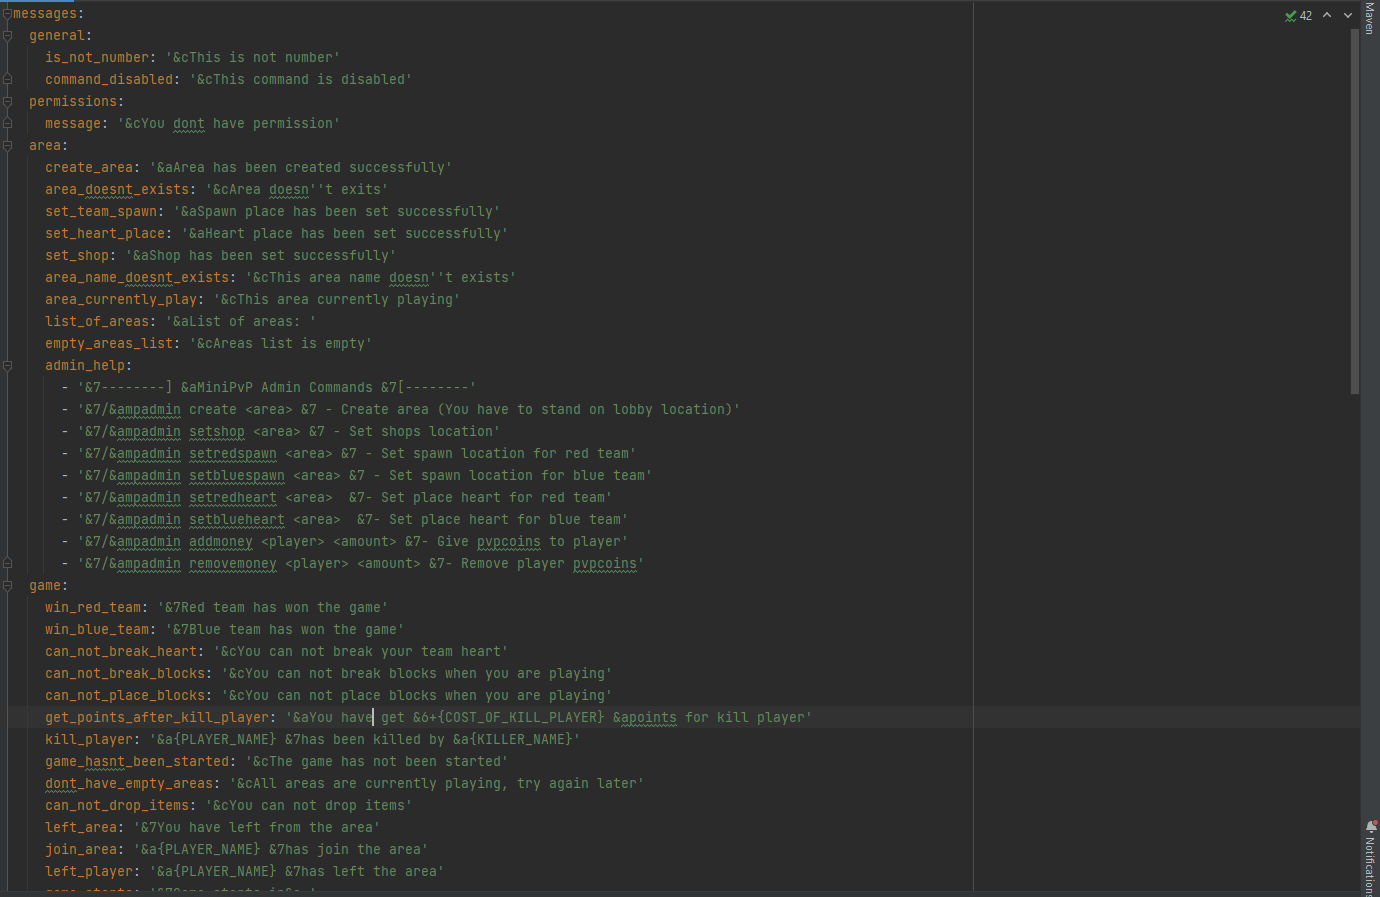 messages:
42
Maven
  general:
    is_not_number: '&cThis is not number'
    command_disabled: '&cThis command is disabled'
  permissions:
    message: '&cYou dont have permission'
  area:
    create_area: '&aArea has been created successfully'
    area_doesnt_exists: '&cArea doesn''t exits'
    set_team_spawn: '&aSpawn place has been set successfully'
    set_heart_place: '&aHeart place has been set successfully'
    set_shop: '&aShop has been set successfully'
    area_name_doesnt_exists: '&cThis area name doesn''t exists'
    area_currently_play: '&cThis area currently playing'
    list_of_areas: '&aList of areas: '
    empty_areas_list: '&cAreas list is empty'
    admin_help:
      - '&7--------] &aMiniPvP Admin Commands &7[--------'
      - '&7/&ampadmin create <area> &7 - Create area (You have to stand on lobby location)'
      - '&7/&ampadmin setshop <area> &7 - Set shops location'
      - '&7/&ampadmin setredspawn <area> &7 - Set spawn location for red team'
      - '&7/&ampadmin setbluespawn <area> &7 - Set spawn location for blue team'
      - '&7/&ampadmin setredheart <area>  &7- Set place heart for red team'
      - '&7/&ampadmin setblueheart <area>  &7- Set place heart for blue team'
      - '&7/&ampadmin addmoney <player> <amount> &7- Give pvpcoins to player'
      - '&7/&ampadmin removemoney <player> <amount> &7- Remove player pvpcoins'
  game:
    win_red_team: '&7Red team has won the game'
    win_blue_team: '&7Blue team has won the game'
    can_not_break_heart: '&cYou can not break your team heart'
    can_not_break_blocks: '&cYou can not break blocks when you are playing'
    can_not_place_blocks: '&cYou can not place blocks when you are playing'
    get_points_after_kill_player: '&aYou have get &6+{COST_OF_KILL_PLAYER} &apoints for kill player'
    kill_player: '&a{PLAYER_NAME} &7has been killed by &a{KILLER_NAME}'
    game_hasnt_been_started: '&cThe game has not been started'
    dont_have_empty_areas: '&cAll areas are currently playing, try again later'
    can_not_drop_items: '&cYou can not drop items'
    left_area: '&7You have left from the area'
    join_area: '&a{PLAYER_NAME} &7has join the area'
    left_player: '&a{PLAYER_NAME} &7has left the area'
Notifications